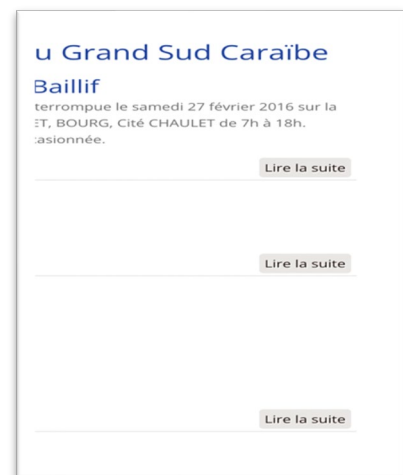 u Grand Sud Caraïbe
Baillif
terrompue le samedi 27 février 2016 sur la
ET, BOURG, Cité CHAULET de 7h à 18h.
casionnée.
Lire la suite
Lire la suite
Lire la suite